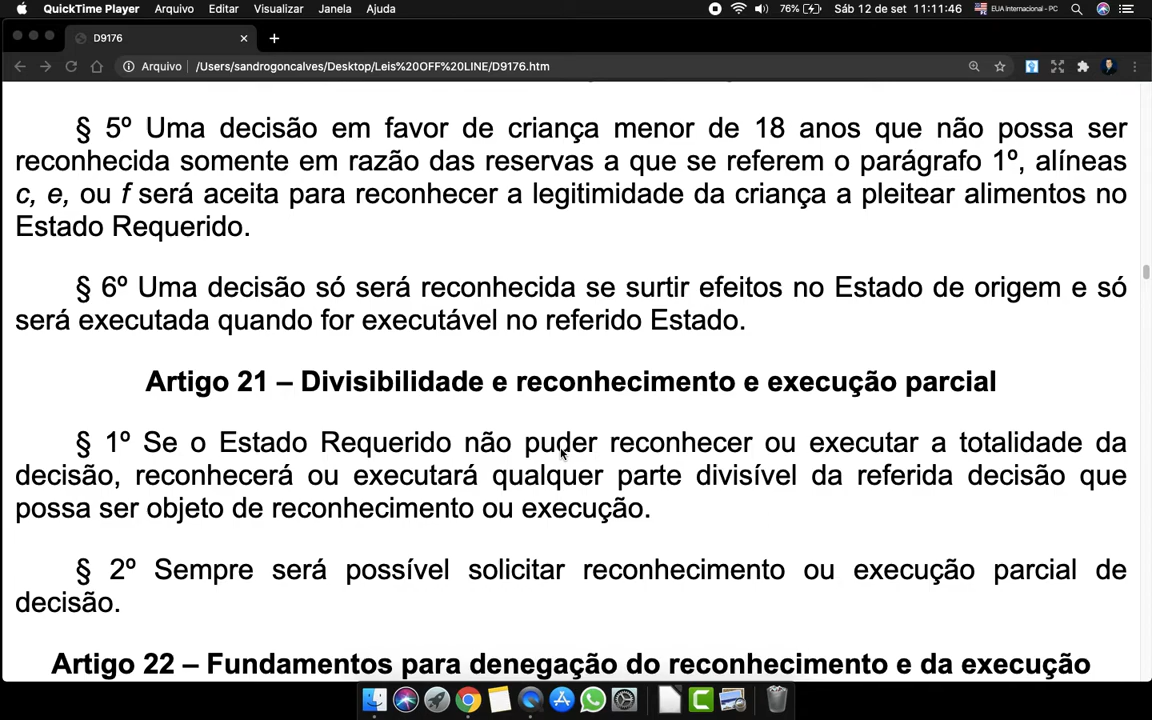 QuickTime Player Arquivo Editar Visualizar Janela Ajuda 76% Sáb 12 de set 11:11:46 EUA Internacional - PC
D9176
Arquivo /Users/sandrogoncalves/Desktop/Leis%20OFF%20LINE/D9176.htm
§ 5º Uma decisão em favor de criança menor de 18 anos que não possa ser
reconhecida somente em razão das reservas a que se referem o parágrafo 1º, alíneas
c, e, ou f será aceita para reconhecer a legitimidade da criança a pleitear alimentos no
Estado Requerido.
§ 6º Uma decisão só será reconhecida se surtir efeitos no Estado de origem e só
será executada quando for executável no referido Estado.
Artigo 21 – Divisibilidade e reconhecimento e execução parcial
§ 1º Se o Estado Requerido não puder reconhecer ou executar a totalidade da
decisão, reconhecerá ou executará qualquer parte divisível da referida decisão que
possa ser objeto de reconhecimento ou execução.
§ 2º Sempre será possível solicitar reconhecimento ou execução parcial de
decisão.
Artigo 22 – Fundamentos para denegação do reconhecimento e da execução